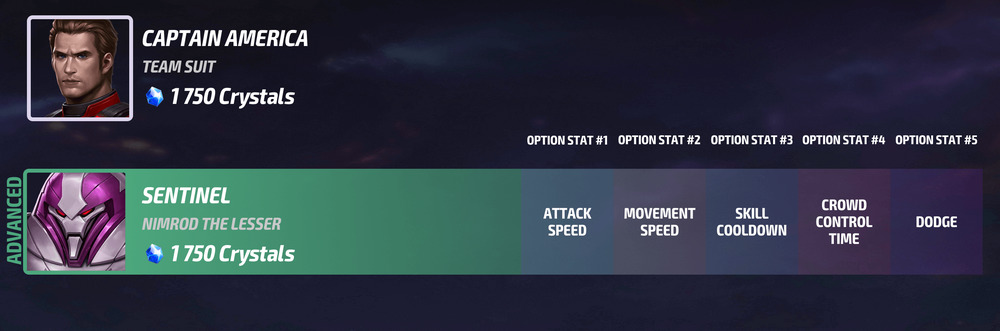 CAPTAIN AMERICA
TEAM SUIT
1 750 Crystals
OPTION STAT #1 OPTION STAT #2 OPTION STAT #3 OPTION STAT #4 OPTION STAT #5
ADVANCED
SENTINEL
NIMROD THE LESSER
1 750 Crystals
ATTACK
SPEED
MOVEMENT
SPEED
SKILL
COOLDOWN
CROWD
CONTROL
TIME
DODGE